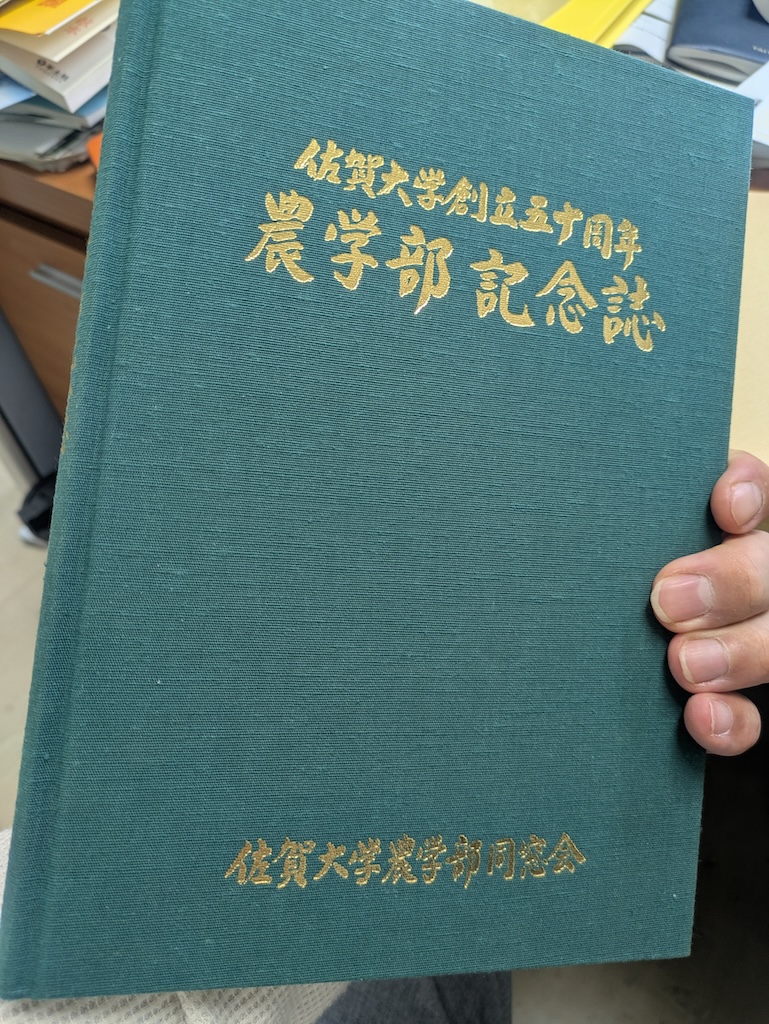 佐賀大学創立五十周年
農学部 記念誌
佐賀大学農学部同窓会